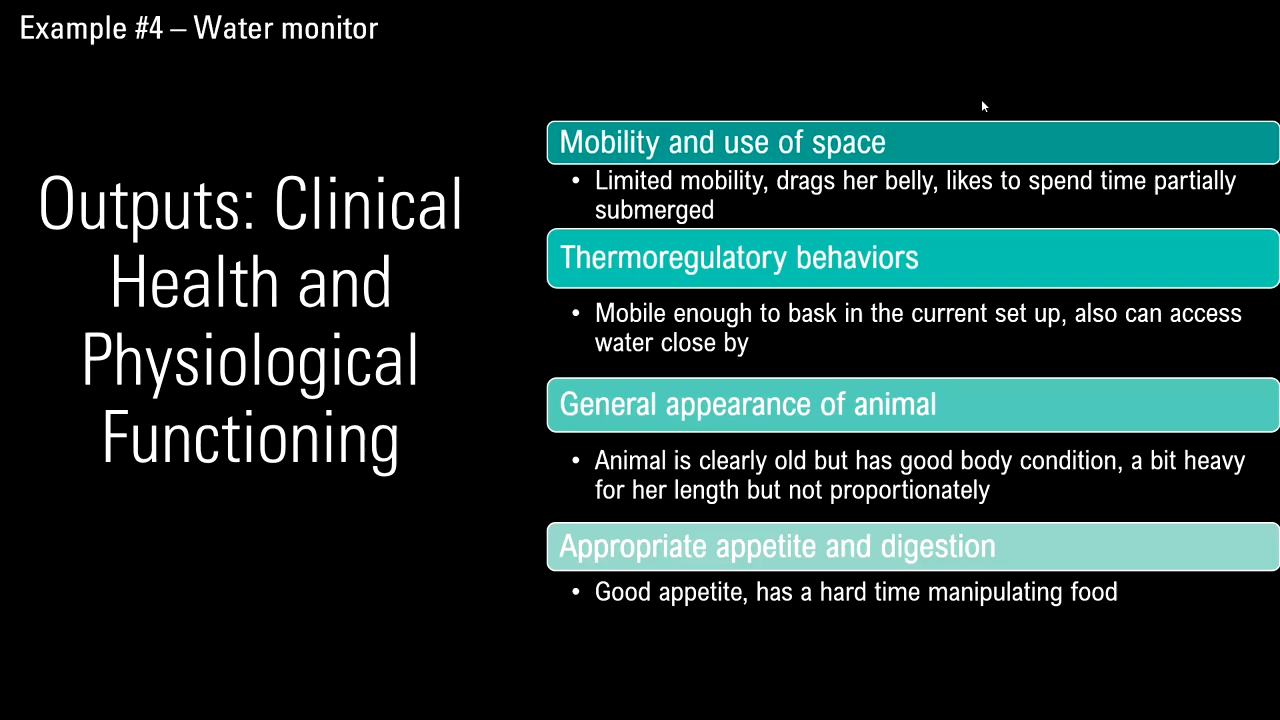 Example #4 – Water monitor
Outputs: Clinical
Health and
Physiological
Functioning
Mobility and use of space
• Limited mobility, drags her belly, likes to spend time partially
submerged
Thermoregulatory behaviors
• Mobile enough to bask in the current set up, also can access
water close by
General appearance of animal
• Animal is clearly old but has good body condition, a bit heavy
for her length but not proportionately
Appropriate appetite and digestion
• Good appetite, has a hard time manipulating food